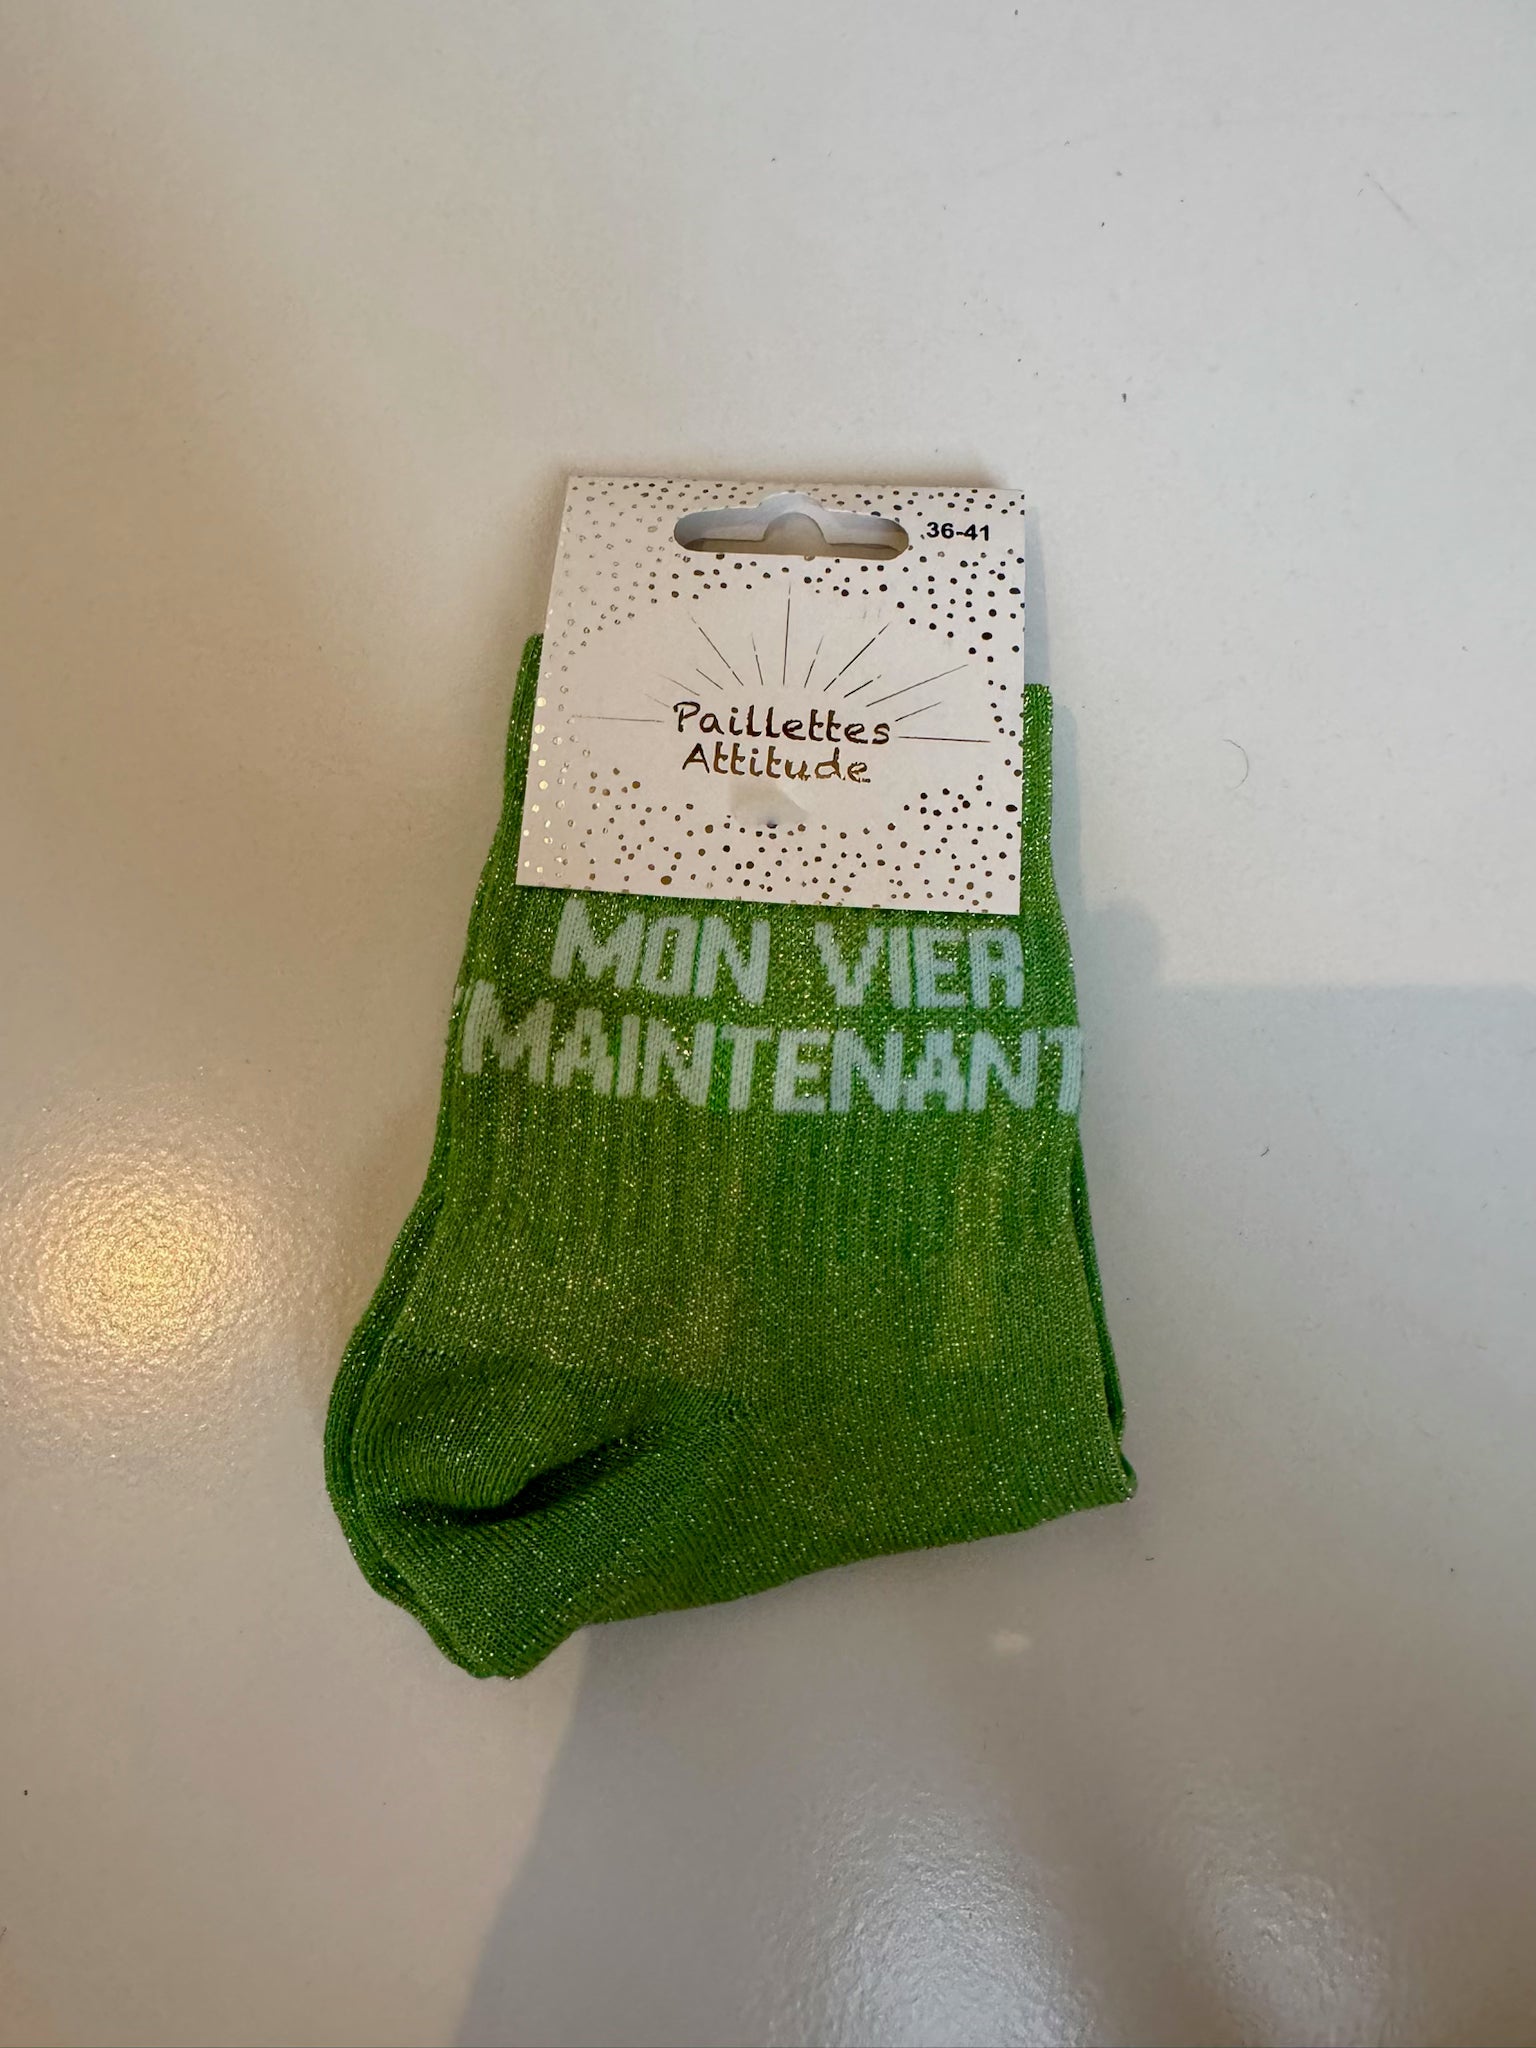 36-41
Paillettes
Attitude
MON VIER
MAINTENANT